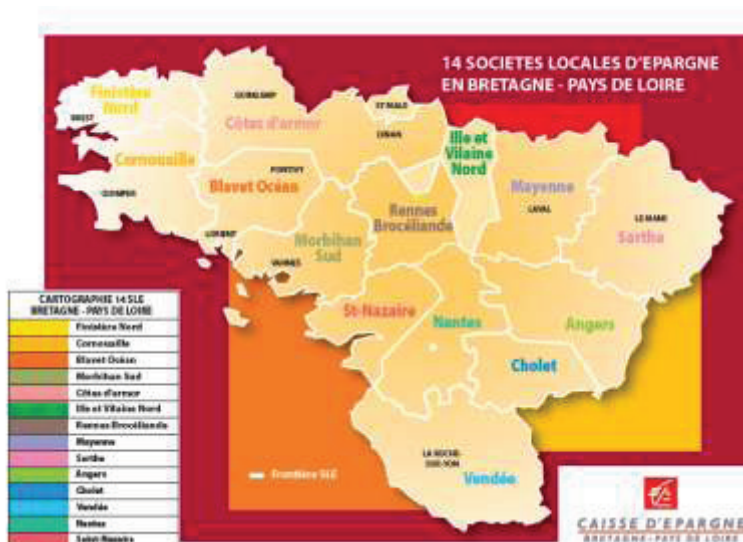 14 SOCIETES LOCALES D'EPARGNE
EN BRETAGNE - PAYS DE LOIRE
Finistère
Nord
BREST
GUINGAMP
Côtes d'armor
ST MALO
DINAN
Ille et
Vilaine
Nord
Cornouaille
QUIMPER
PONTIVY
Blavet Océan
LORIENT
Morbihan
Sud
VANNES
Rennes
Brocéliande
Mayenne
LAVAL
LE MANS
Sarthe
St-Nazaire
Nantes
Angers
Cholet
LA ROCHE-
SUR-YON
Vendée
Frontière SLE
CARTOGRAPHIE 14 SLE
BRETAGNE - PAYS DE LOIRE
Finistère Nord
Cornouaille
Blavet Océan
Morbihan Sud
Côtes d'armor
Ille et Vilaine Nord
Rennes Brocéliande
Mayenne
Sarthe
Angers
Cholet
Vendée
Nantes
Saint-Nazaire
CAISSE D'EPARGNE
BRETAGNE - PAYS DE LOIRE